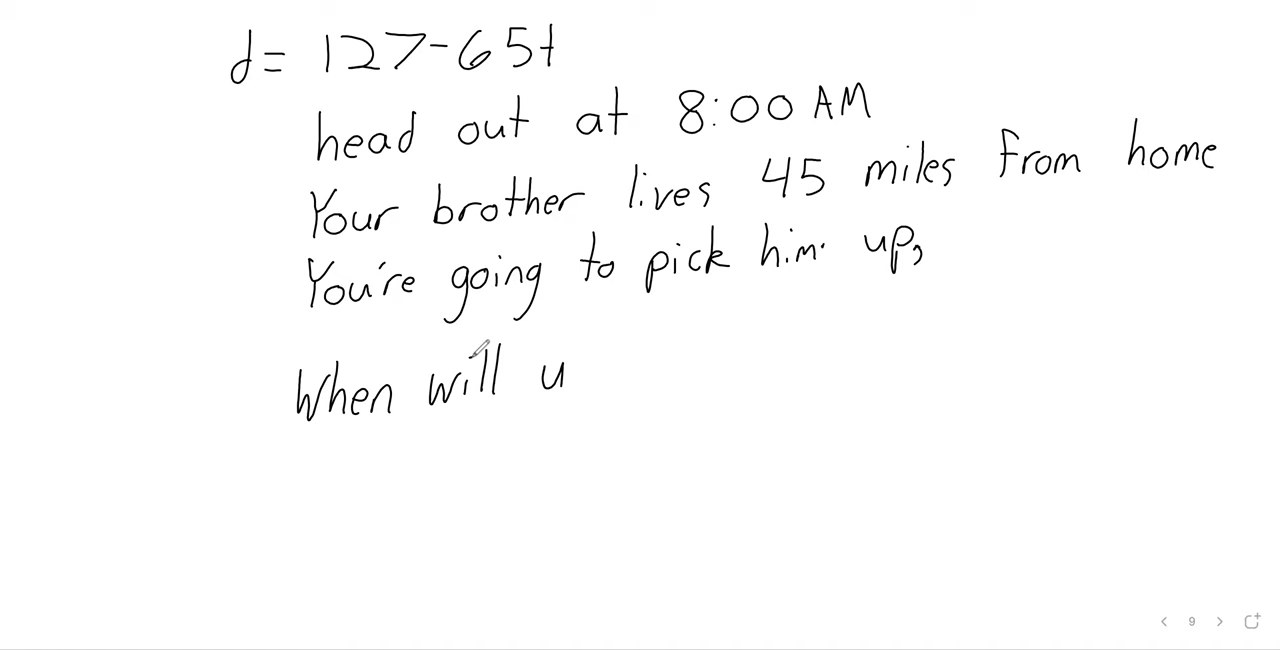 d= 127-65t
head out at 8:00 AM
Your brother lives 45 miles from home
You're going to pick him up,
When will u
9